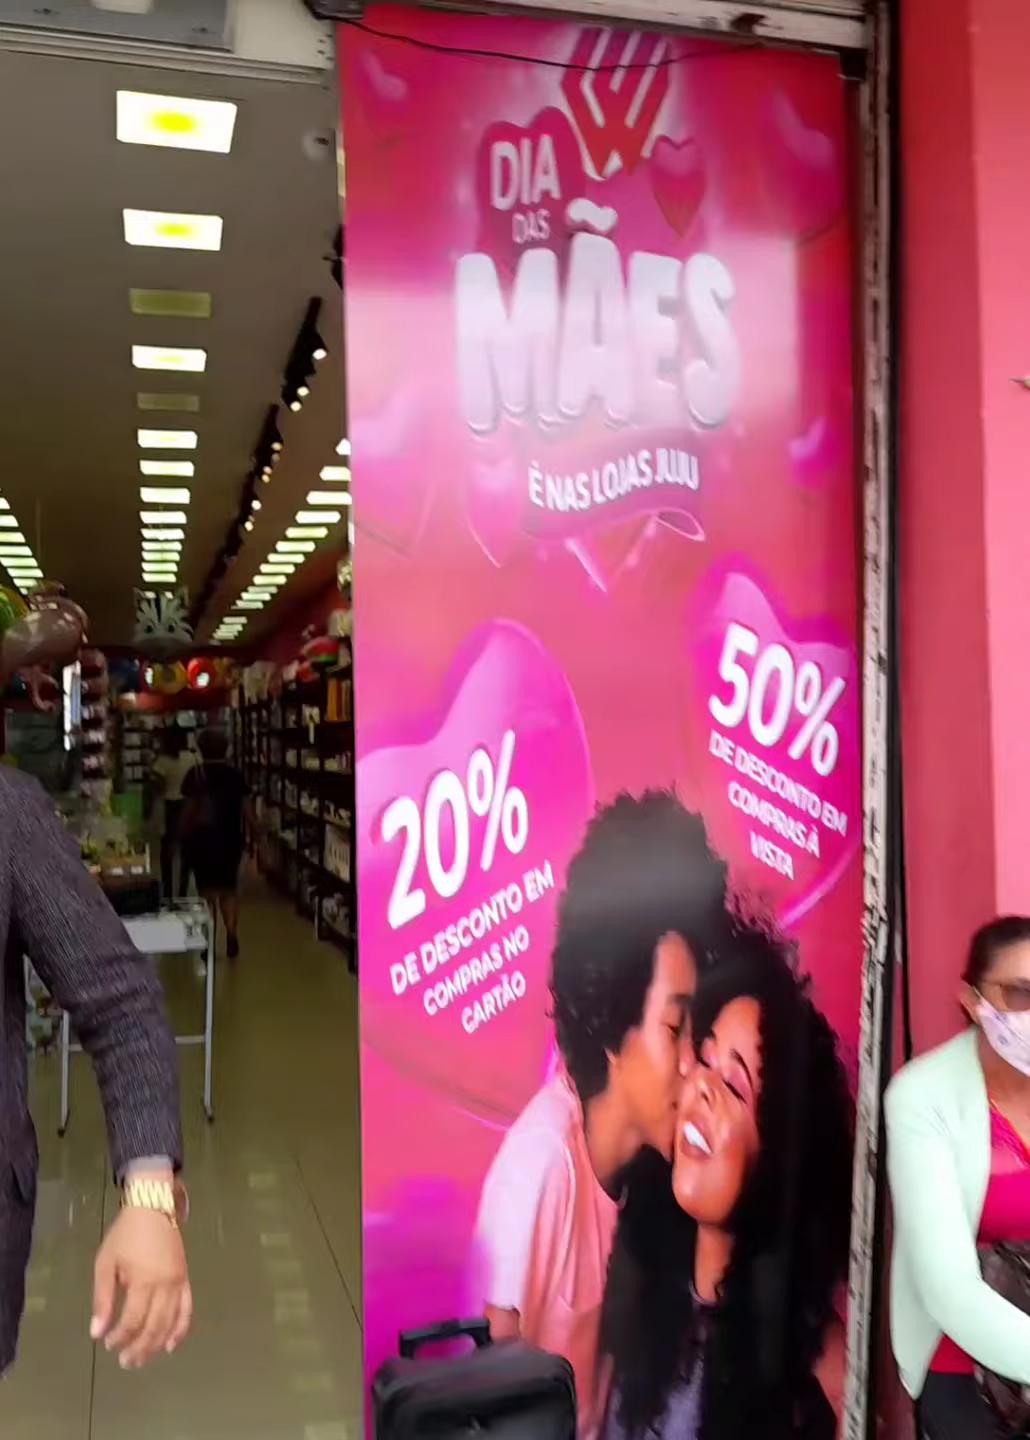 DIA
DAS
MÃES
É NAS LOJAS JUJU
50%
DE DESCONTO EM
COMPRAS À
VISTA
20%
DE DESCONTO EM
COMPRAS NO
CARTÃO